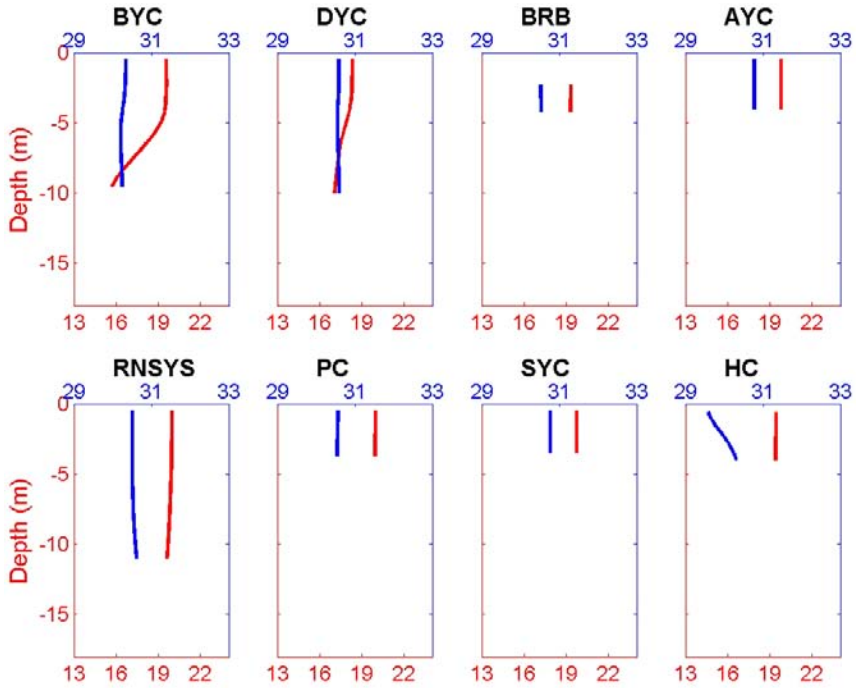 BYC DYC BRB AYC
29 31 33 29 31 33 29 31 33 29 31 33
0
-5
Depth (m)
-10
-15
13 16 19 22 13 16 19 22 13 16 19 22 13 16 19 22
RNSYS PC SYC HC
29 31 33 29 31 33 29 31 33 29 31 33
0
-5
Depth (m)
-10
-15
13 16 19 22 13 16 19 22 13 16 19 22 13 16 19 22